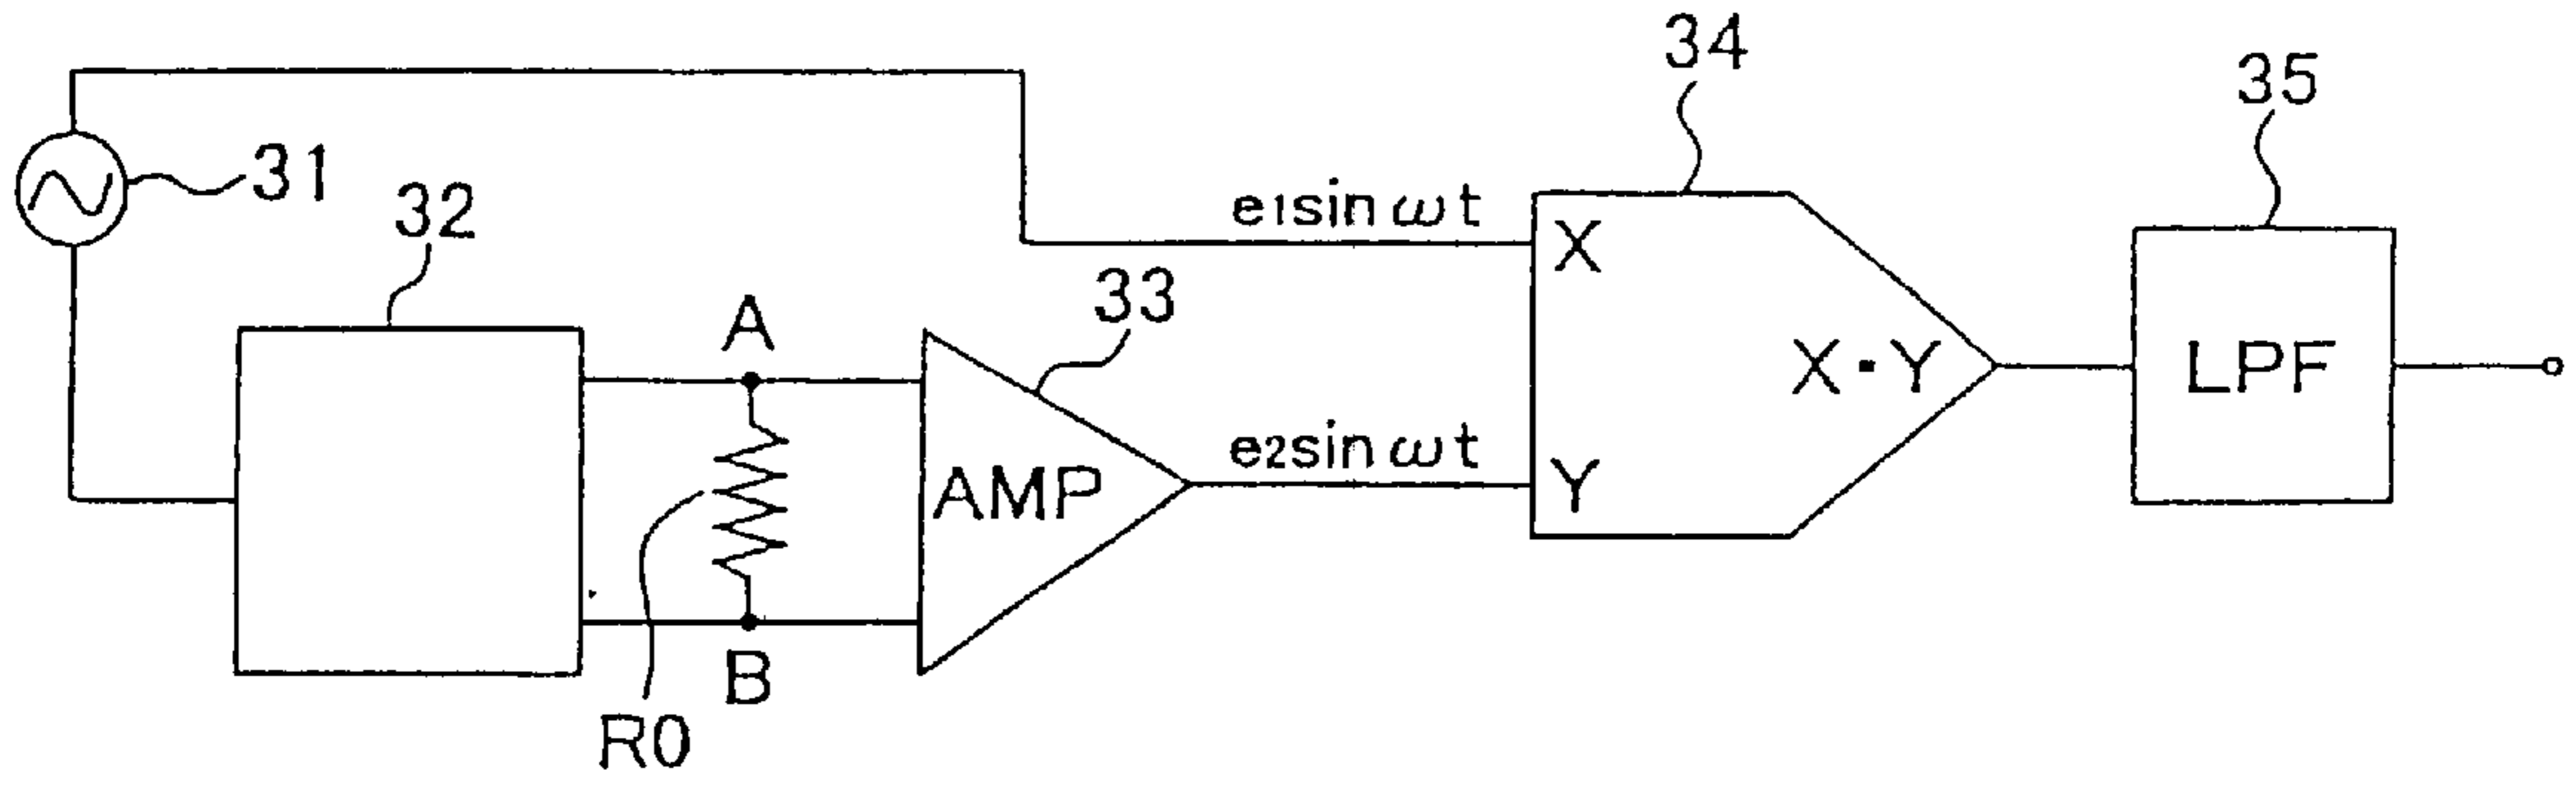 34
35
31
32
e1sin ωt
X
33
A
X・Y
LPF
e2sin ωt
AMP
Y
B
R0